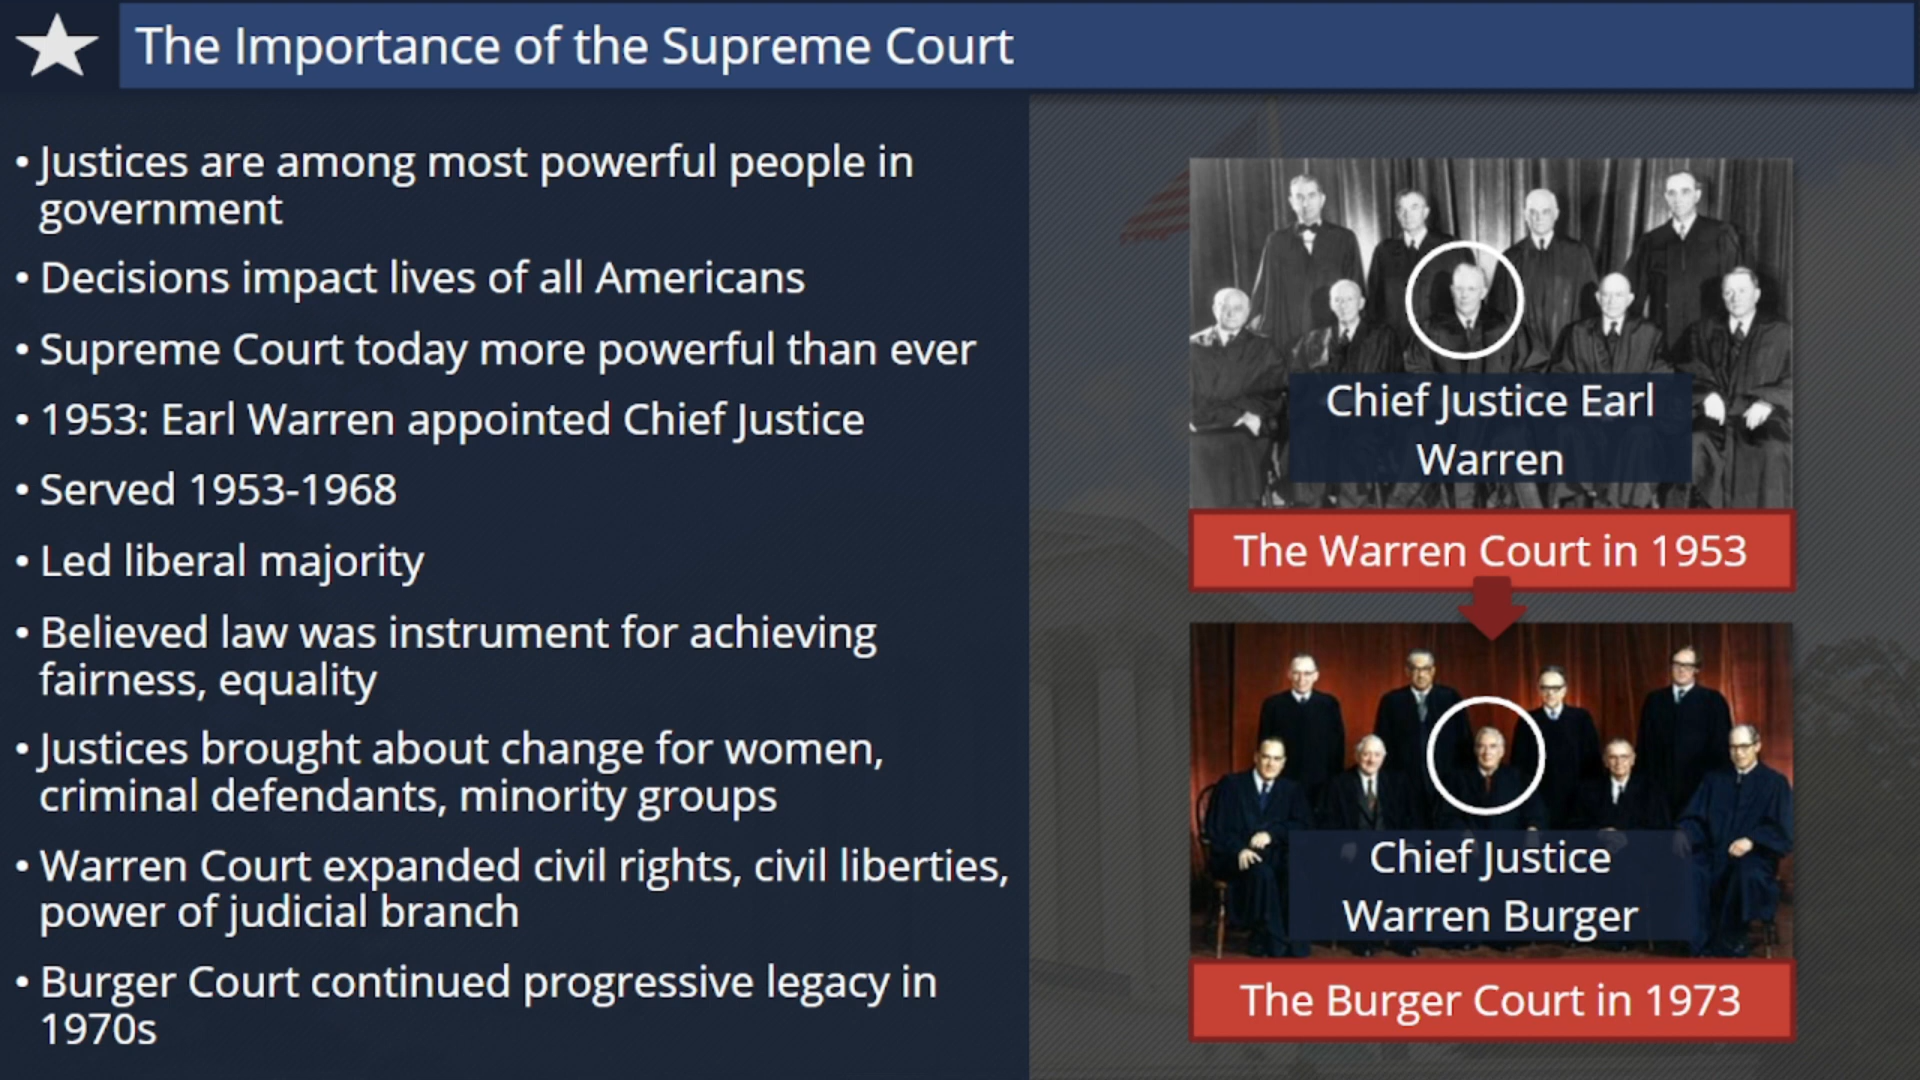 The Importance of the Supreme Court
• Justices are among most powerful people in
government
• Decisions impact lives of all Americans
• Supreme Court today more powerful than ever
• 1953: Earl Warren appointed Chief Justice
• Served 1953-1968
• Led liberal majority
• Believed law was instrument for achieving
fairness, equality
• Justices brought about change for women,
criminal defendants, minority groups
• Warren Court expanded civil rights, civil liberties,
power of judicial branch
• Burger Court continued progressive legacy in
1970s
Chief Justice Earl
Warren
The Warren Court in 1953
Chief Justice
Warren Burger
The Burger Court in 1973